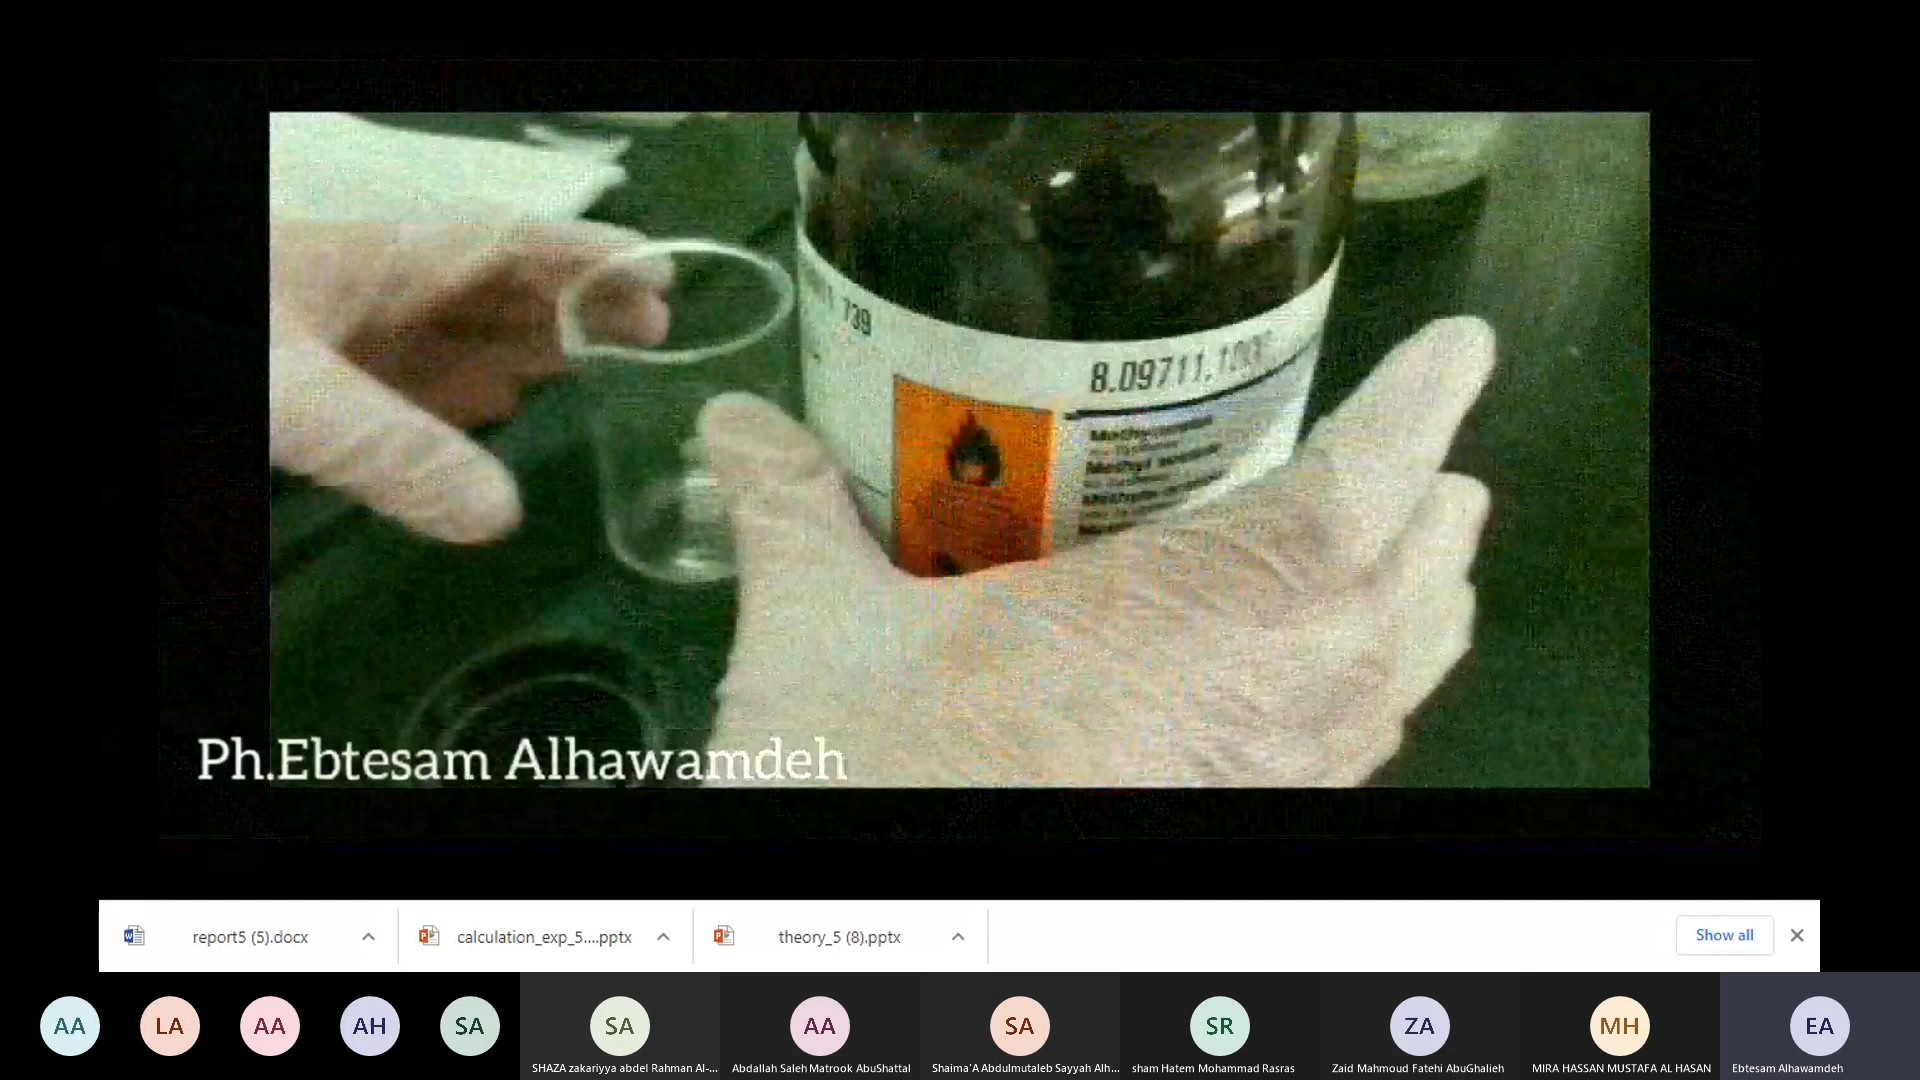 739
8.09711.
Ph.Ebtesam Alhawamdeh
report5 (5).docx
calculation_exp_5....pptx
theory_5 (8).pptx
Show all
AA
LA
AA
AH
SA
SA
AA
SA
SR
ZA
MH
EA
SHAZA zakariyya abdel Rahman Al-...
Abdallah Saleh Matrook AbuShattal
Shaima'A Abdulmutaleb Sayyah Alh...
sham Hatem Mohammad Rasras
Zaid Mahmoud Fatehi AbuGhalieh
MIRA HASSAN MUSTAFA AL HASAN
Ebtesam Alhawamdeh